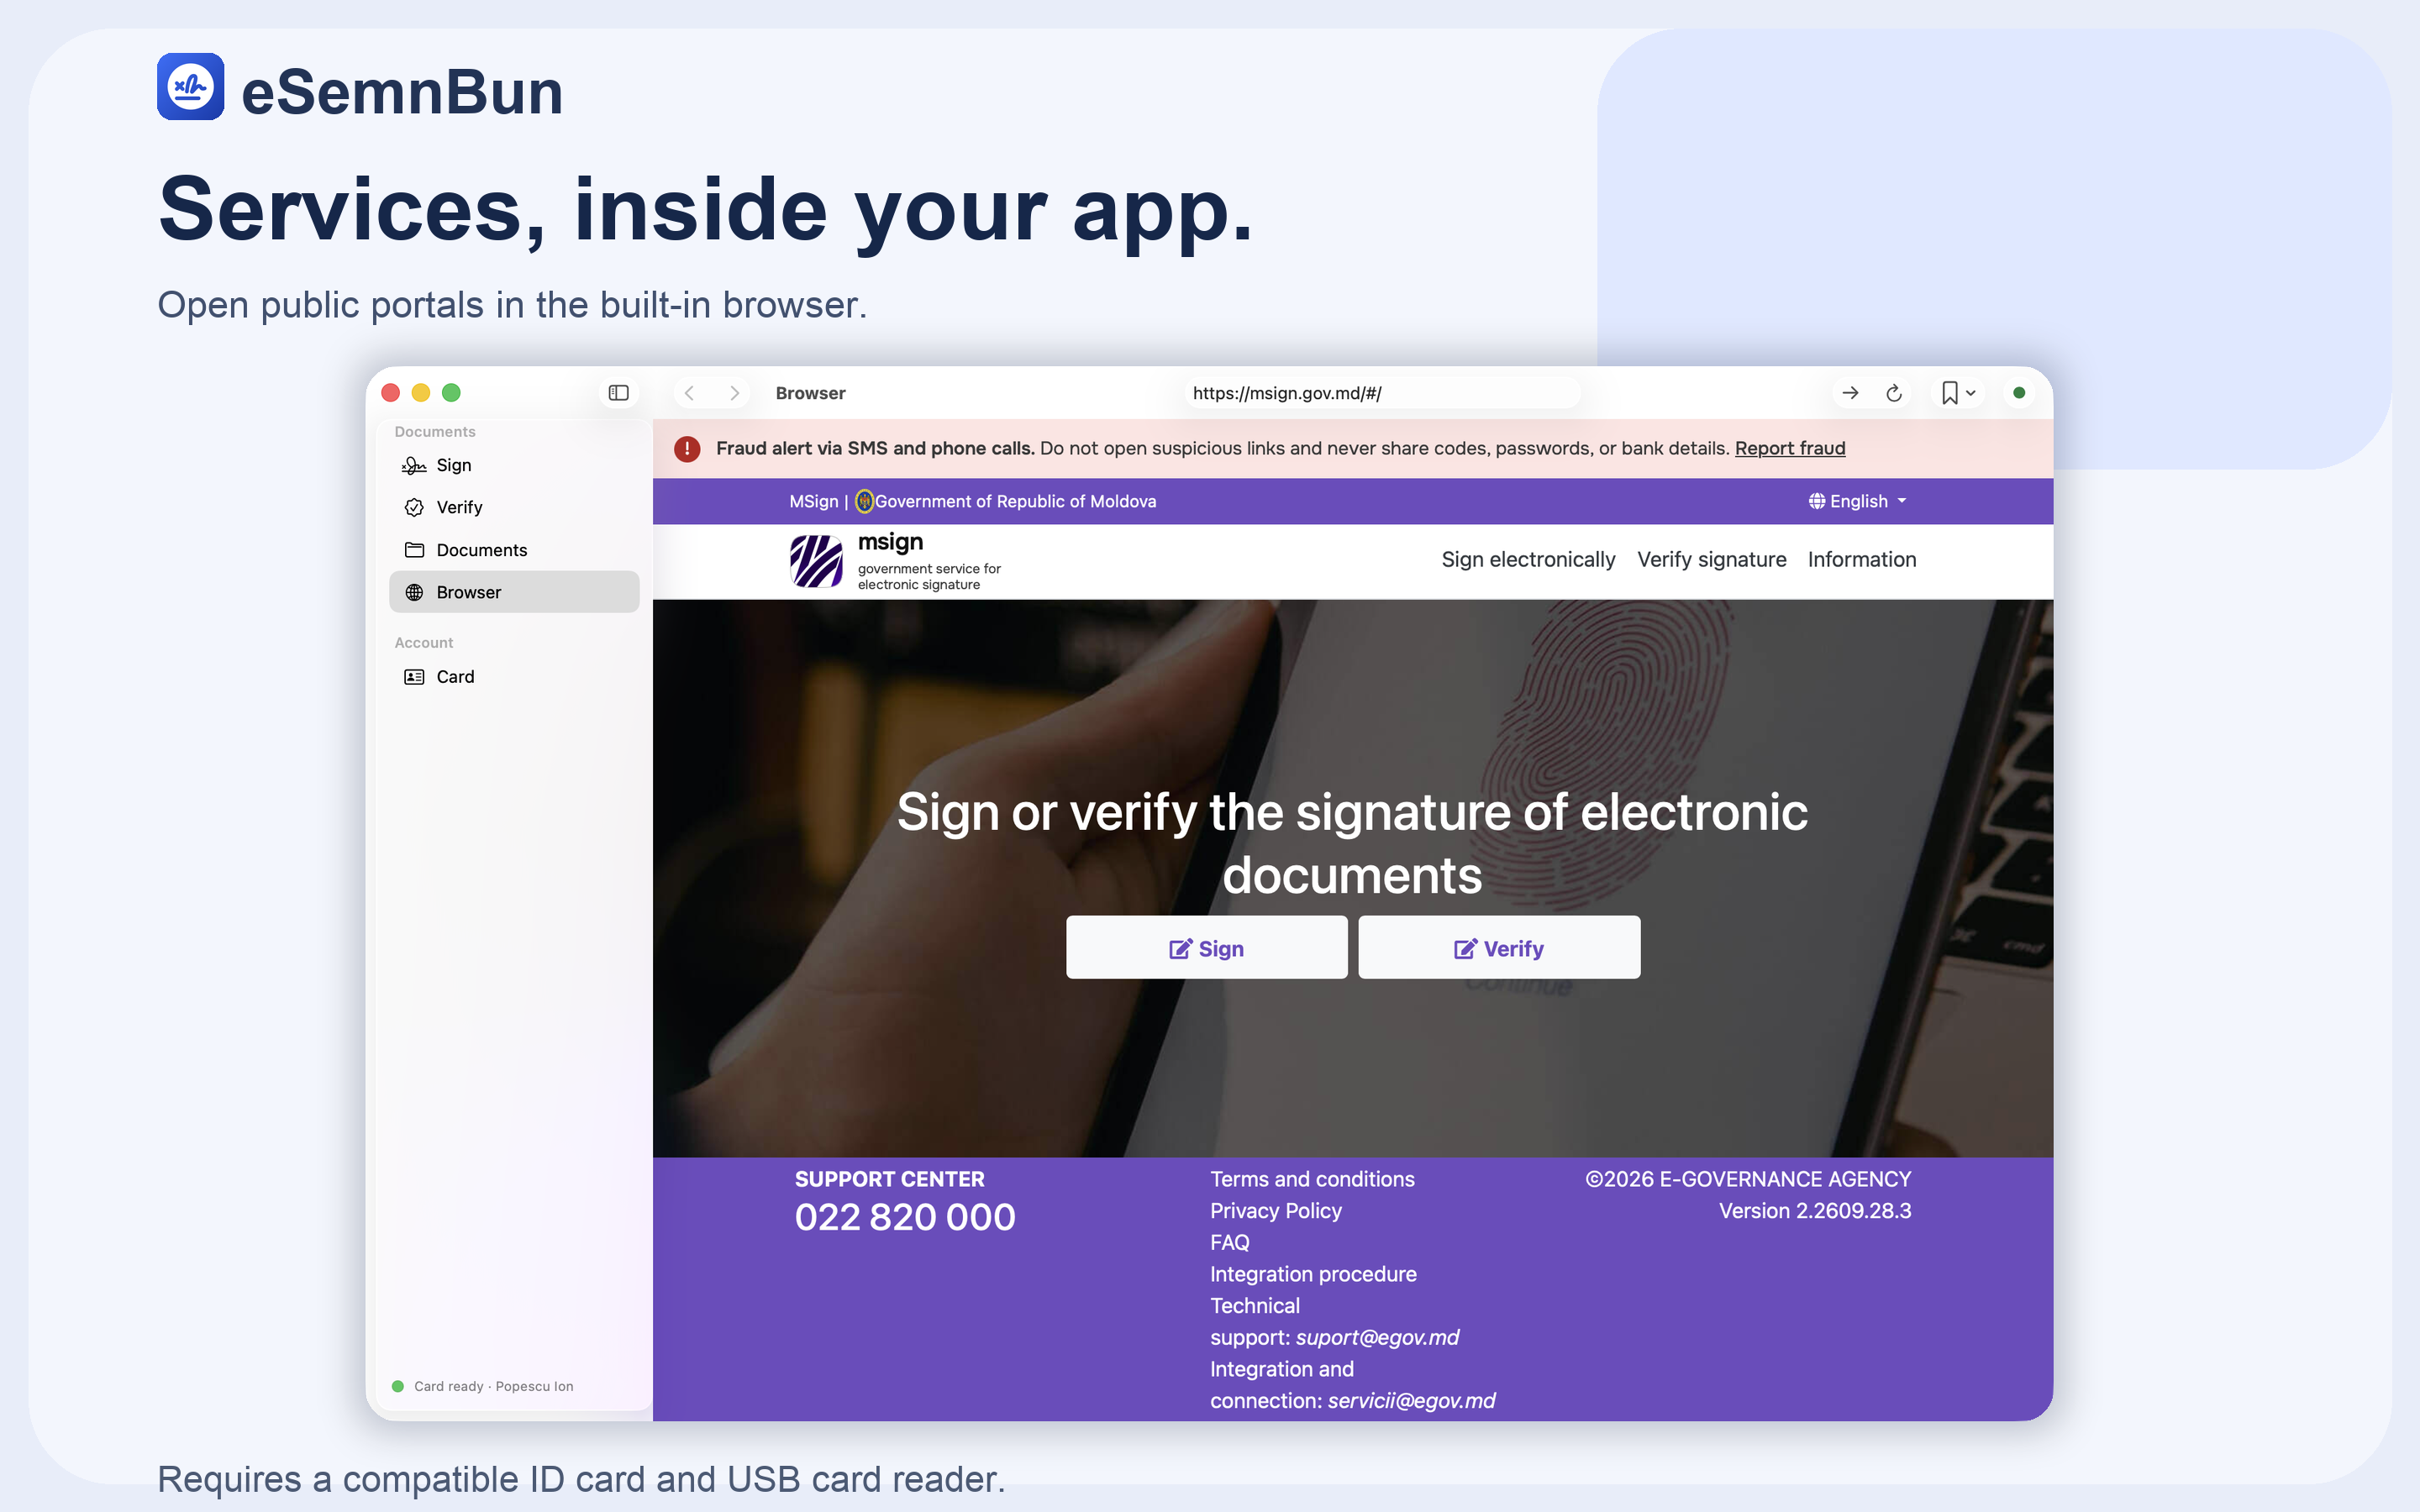 eSemnBun
Services, inside your app.
Open public portals in the built-in browser.
Browser
https://msign.gov.md/#/
Documents
Sign
Verify
Documents
Browser
Account
Card
Card ready · Popescu Ion
Fraud alert via SMS and phone calls. Do not open suspicious links and never share codes, passwords, or bank details. Report fraud
MSign | Government of Republic of Moldova
English
msign
government service for
electronic signature
Sign electronically Verify signature Information
Sign or verify the signature of electronic
documents
Sign
Verify
Continue
cmd
SUPPORT CENTER
022 820 000
Terms and conditions
Privacy Policy
FAQ
Integration procedure
Technical
support: suport@egov.md
Integration and
connection: servicii@egov.md
©2026 E-GOVERNANCE AGENCY
Version 2.2609.28.3
Requires a compatible ID card and USB card reader.